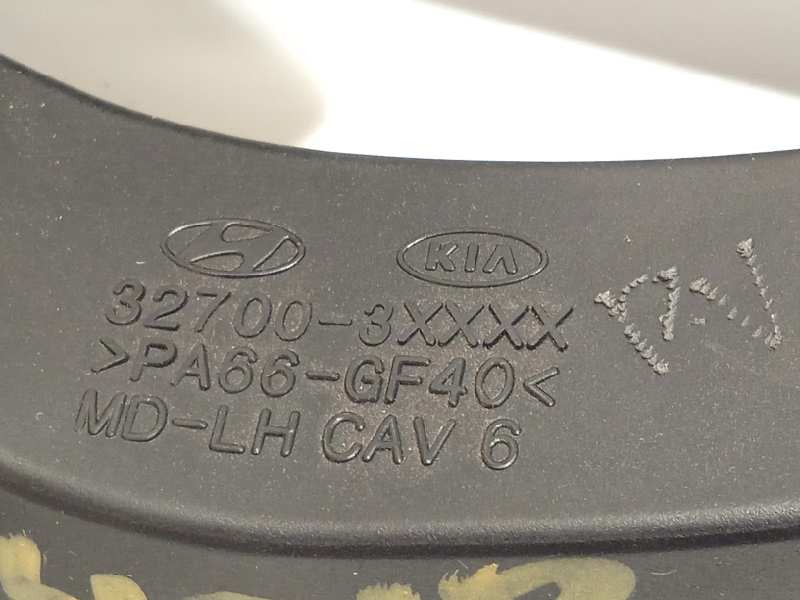 KIA
32700-3XXXX
>PA66-GF40<
MD-LH CAV 6